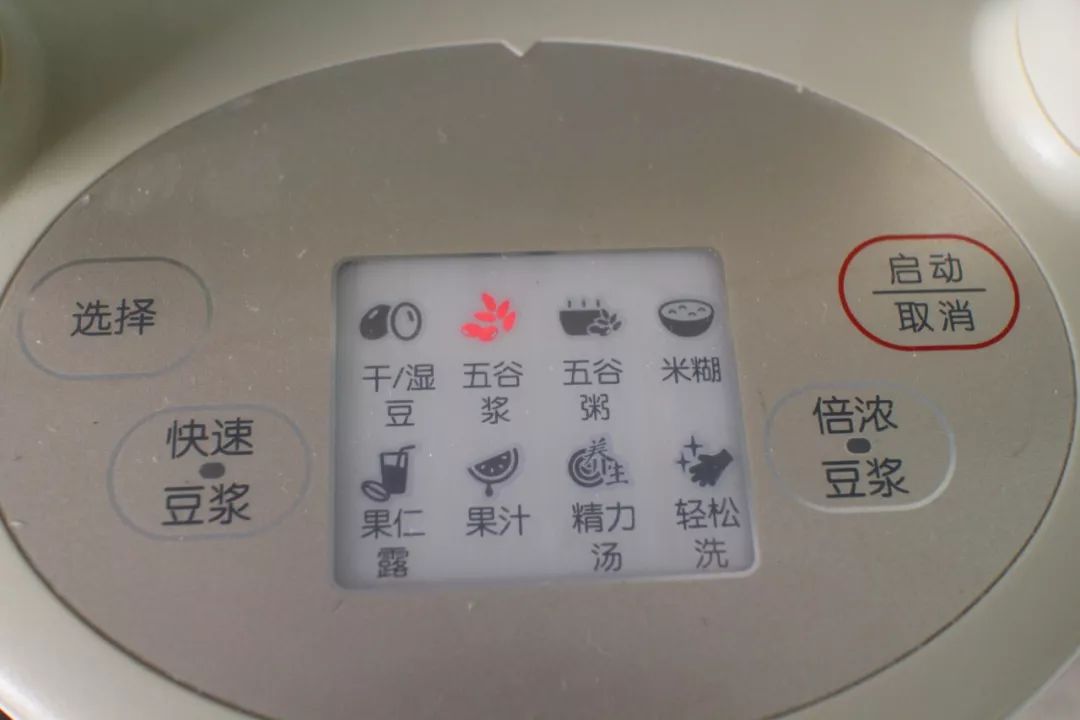 选择
快速
豆浆
干/湿
豆
五谷
浆
五谷
粥
米糊
果仁
露
果汁
养生
精力
汤
轻松
洗
启动
取消
倍浓
豆浆